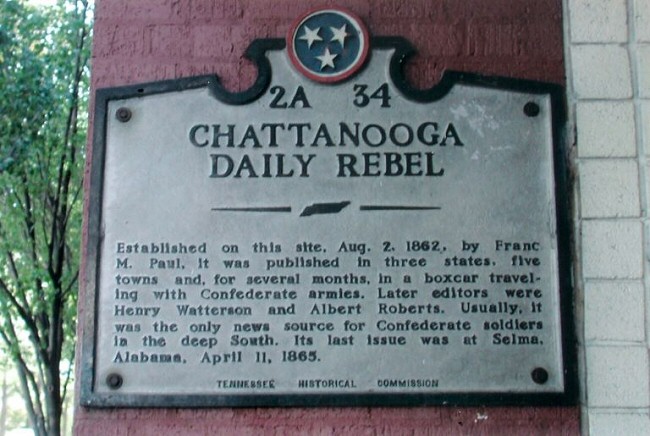 2A 34
CHATTANOOGA
DAILY REBEL
Established on this site, Aug. 2, 1862, by Franc
M. Paul, it was published in three states, five
towns and, for several months, in a boxcar travel-
ing with Confederate armies. Later editors were
Henry Watterson and Albert Roberts. Usually, it
was the only news source for Confederate soldiers
in the deep South. Its last issue was at Selma,
Alabama, April 11, 1865.
TENNESSEE HISTORICAL COMMISSION